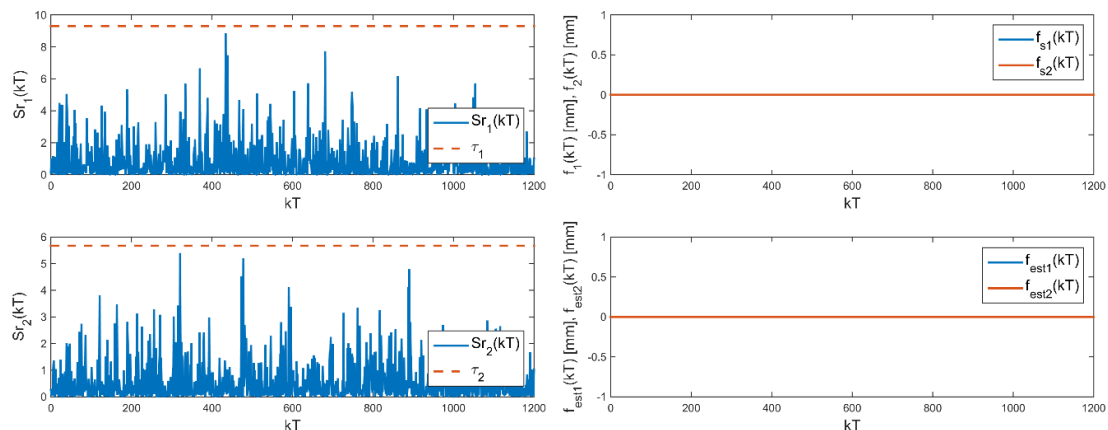 10
8
6
4
2
0
Sr₁(kT)
Sr₁(kT)
τ₁
0 200 400 600 800 1000 1200
kT
1
0.5
0
-0.5
-1
f₁(kT) [mm], f₂(kT) [mm]
fₛ₁(kT)
fₛ₂(kT)
0 200 400 600 800 1000 1200
kT
6
5
4
3
2
1
0
Sr₂(kT)
Sr₂(kT)
τ₂
0 200 400 600 800 1000 1200
kT
1
0.5
0
-0.5
-1
f_est1(kT) [mm], f_est2(kT) [mm]
f_est1(kT)
f_est2(kT)
0 200 400 600 800 1000 1200
kT